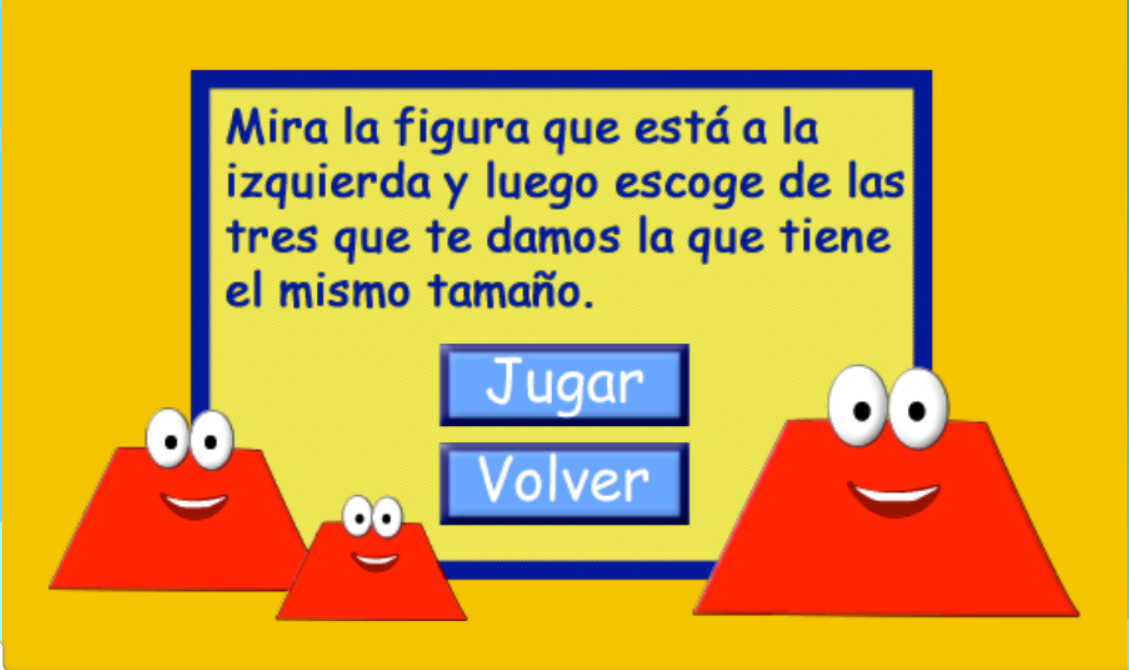 Mira la figura que está a la
izquierda y luego escoge de las
tres que te damos la que tiene
el mismo tamaño.
Jugar
Volver